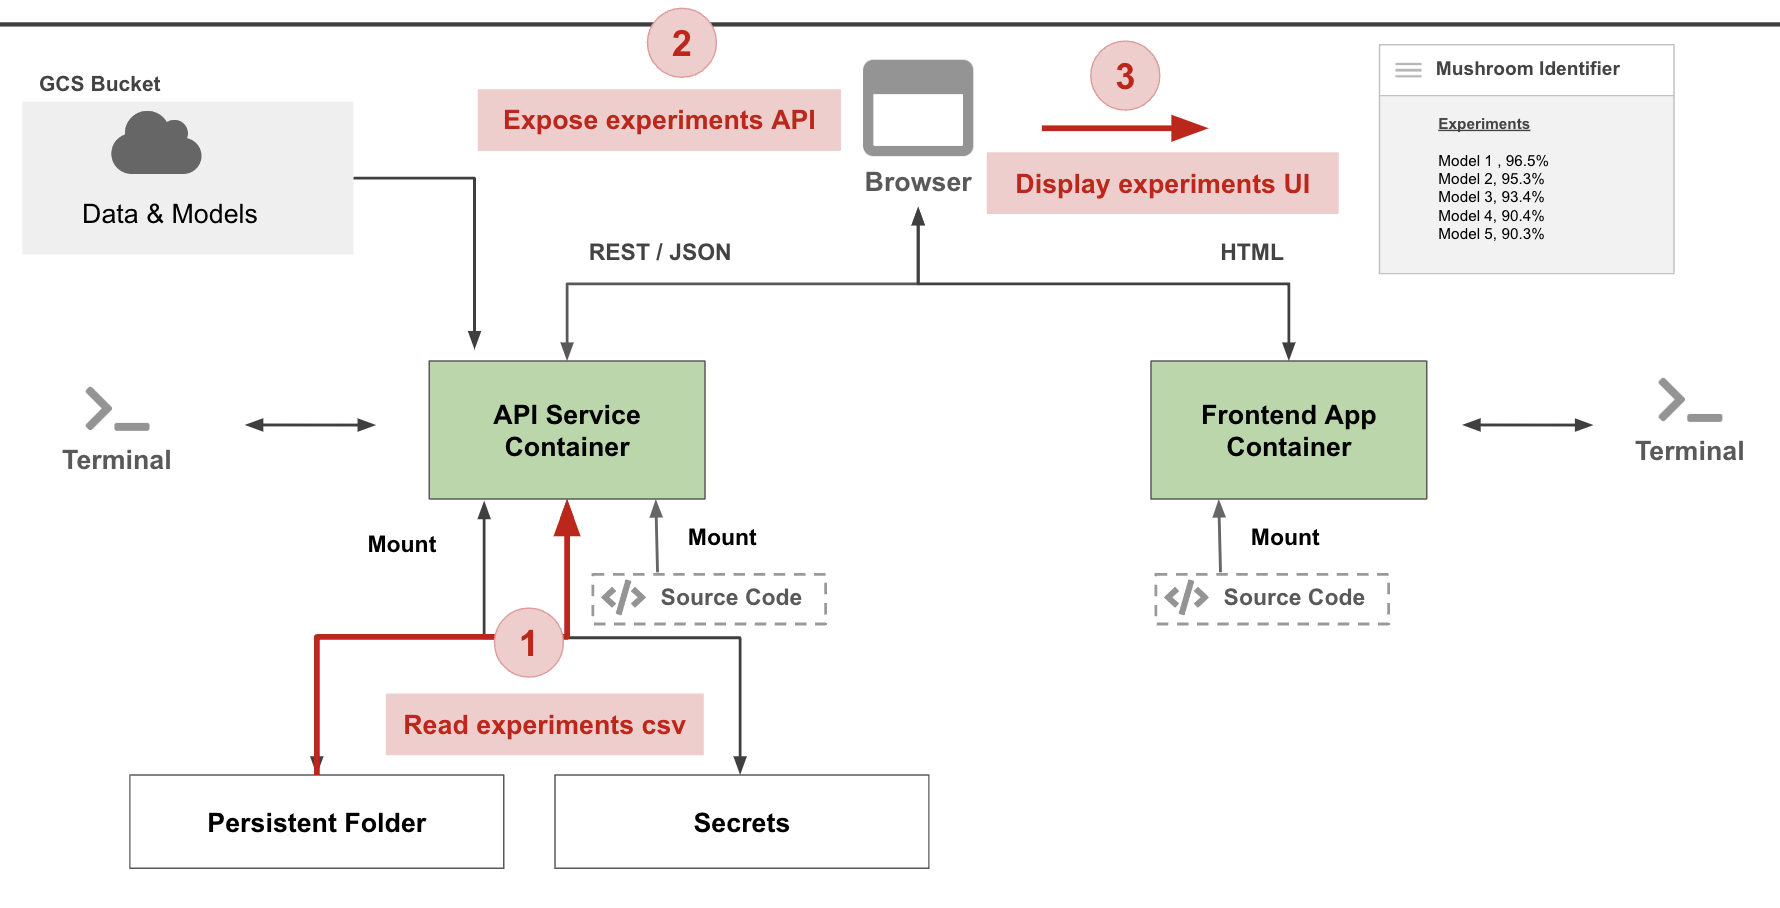 2
GCS Bucket
Data & Models
Expose experiments API
Browser
3
Display experiments UI
Mushroom Identifier
Experiments
Model 1 , 96.5%
Model 2, 95.3%
Model 3, 93.4%
Model 4, 90.4%
Model 5, 90.3%
REST / JSON
HTML
Terminal
API Service
Container
Frontend App
Container
Terminal
Mount
Mount
</> Source Code
Mount
</> Source Code
1
Read experiments csv
Persistent Folder
Secrets